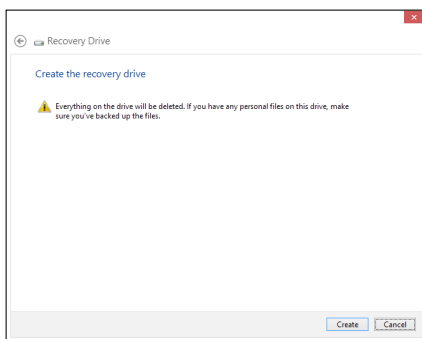 Recovery Drive
Create the recovery drive
Everything on the drive will be deleted. If you have any personal files on this drive, make
sure you've backed up the files.
Create Cancel